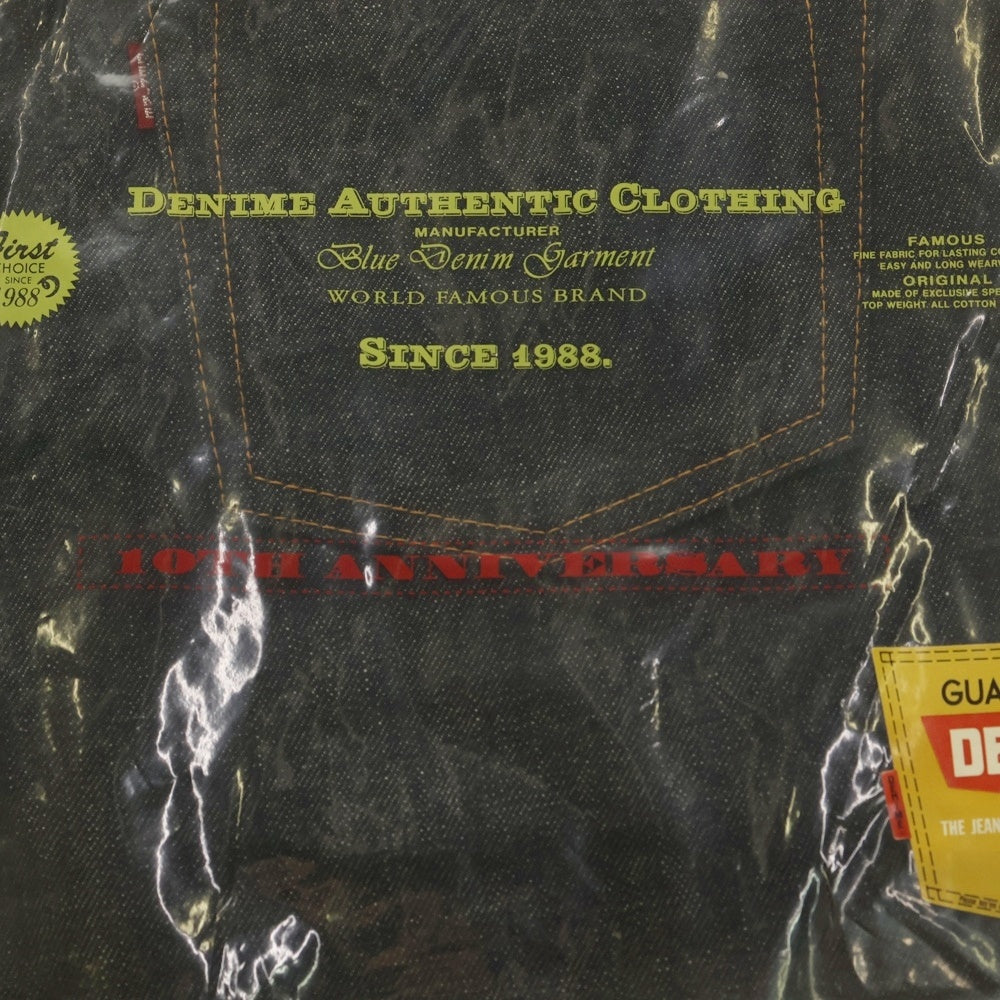 DENIME AUTHENTIC CLOTHING
MANUFACTURER
Blue Denim Garment
WORLD FAMOUS BRAND
SINCE 1988.
First
CHOICE
SINCE
1988
FAMOUS
FINE FABRIC FOR LASTING
EASY AND LONG
ORIGINAL
MADE OF EXCLUSIVE
TOP WEIGHT ALL COTTON
10TH ANNIVERSARY
GUA
DE
THE JEAN